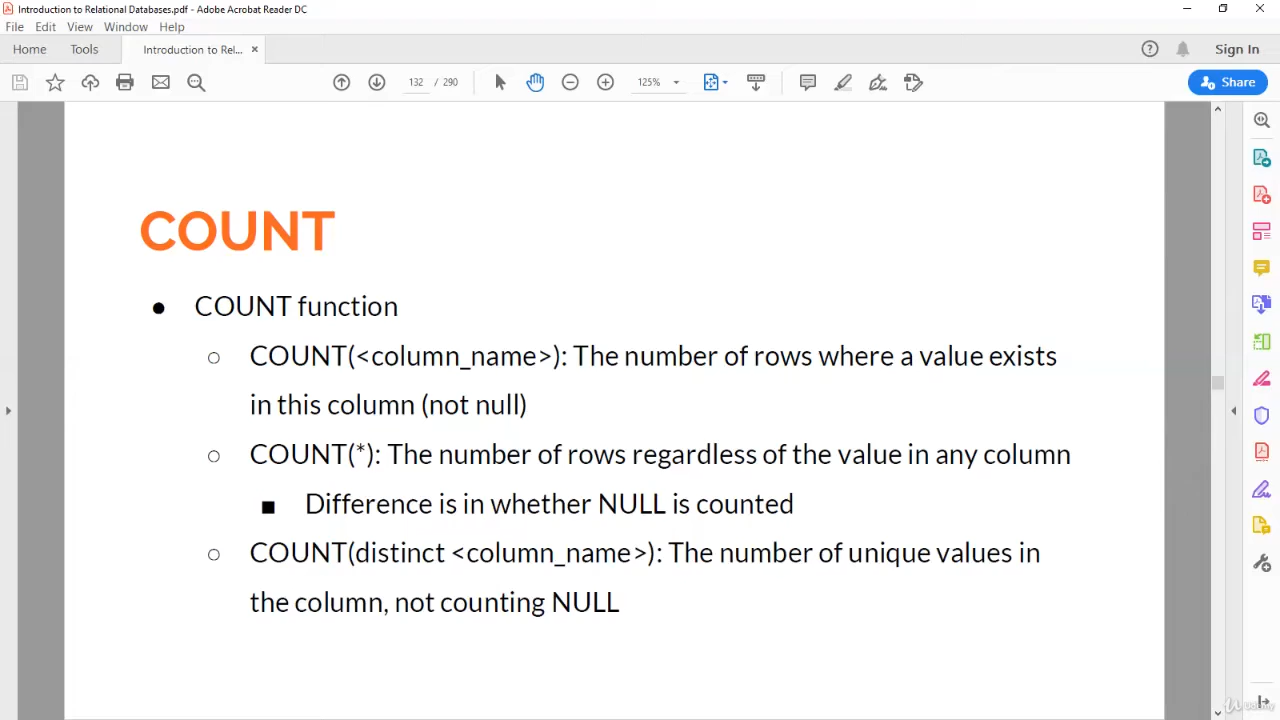 Introduction to Relational Databases.pdf - Adobe Acrobat Reader DC
File Edit View Window Help
Home Tools Introduction to Rel... × Sign In
132 / 290 125% Share
COUNT
● COUNT function
○ COUNT(<column_name>): The number of rows where a value exists
in this column (not null)
○ COUNT(*): The number of rows regardless of the value in any column
■ Difference is in whether NULL is counted
○ COUNT(distinct <column_name>): The number of unique values in
the column, not counting NULL